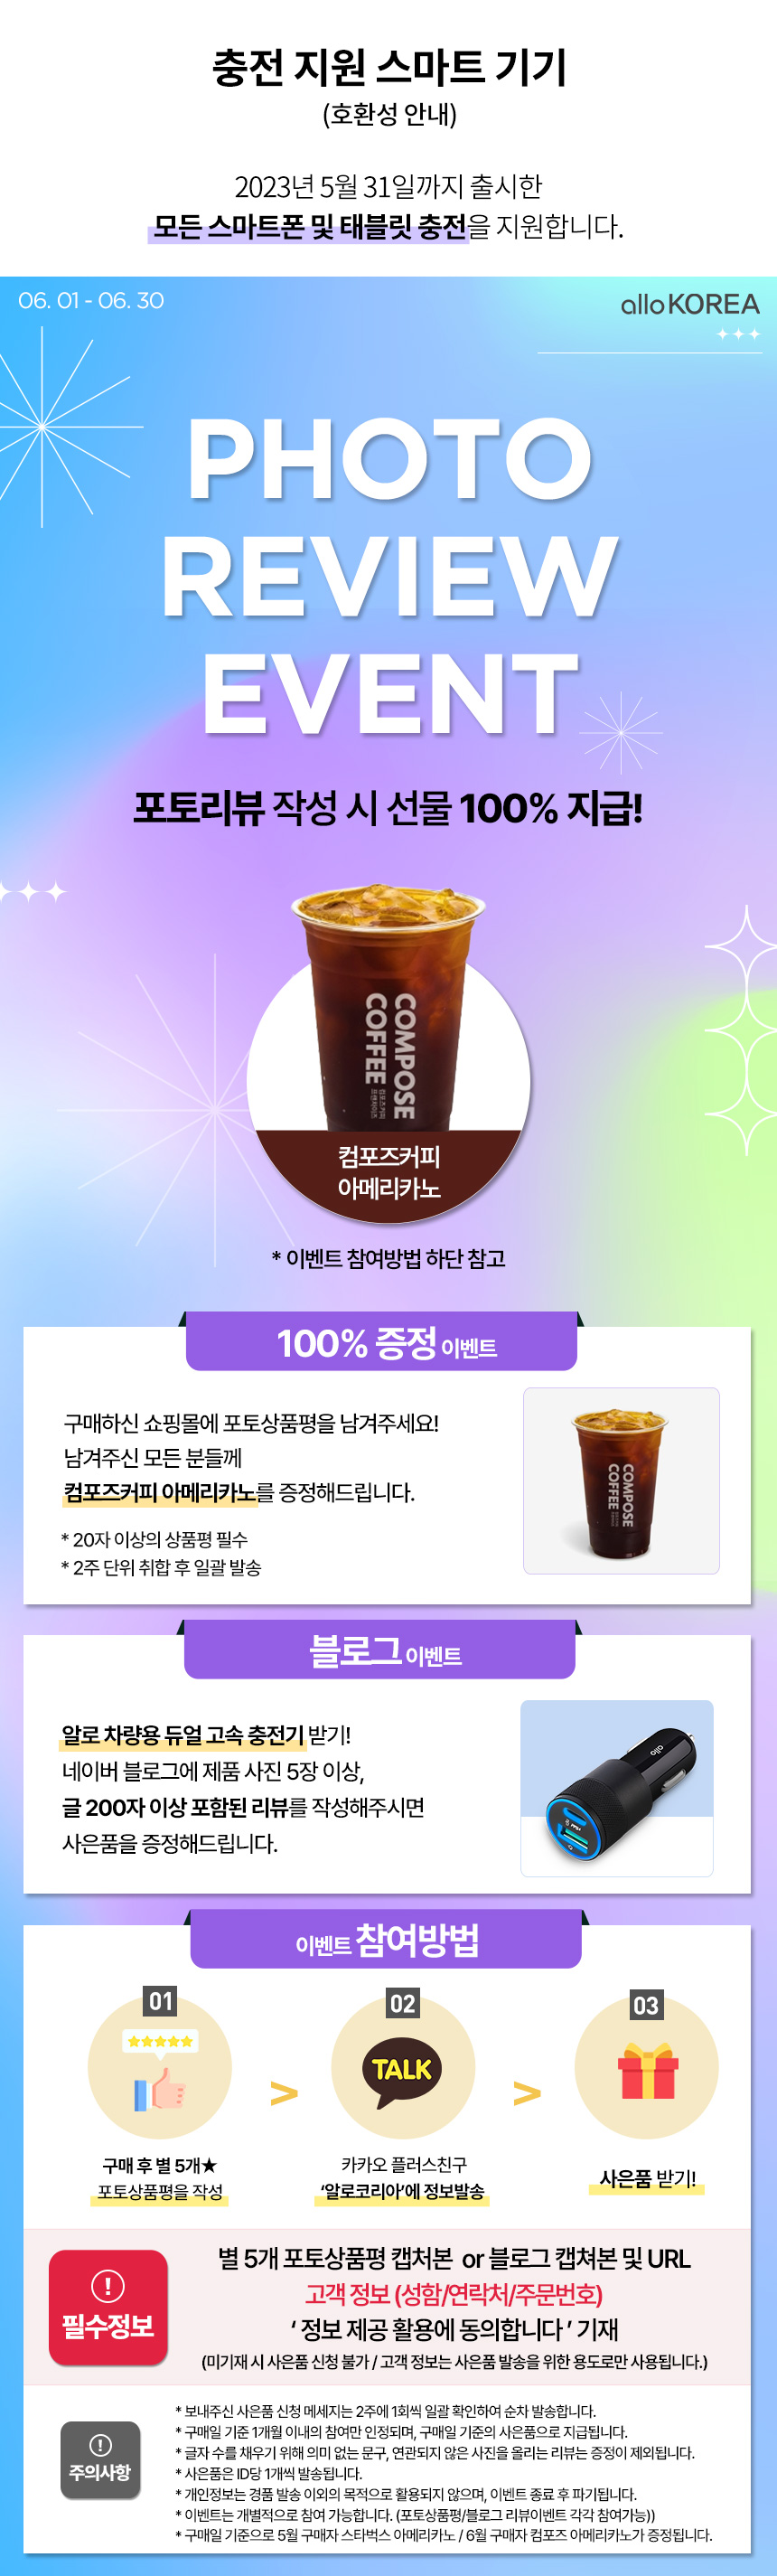 충전 지원 스마트 기기
(호환성 안내)
2023년 5월 31일까지 출시한
모든 스마트폰 및 태블릿 충전을 지원합니다.
06. 01 - 06. 30
allo KOREA
PHOTO
REVIEW
EVENT
포토리뷰 작성 시 선물 100% 지급!
COMPOSE
COFFEE
컴포즈커피
아메리카노
* 이벤트 참여방법 하단 참고
100% 증정 이벤트
구매하신 쇼핑몰에 포토상품평을 남겨주세요!
남겨주신 모든 분들께
컴포즈커피 아메리카노를 증정해드립니다.
* 20자 이상의 상품평 필수
* 2주 단위 취합 후 일괄 발송
COMPOSE
COFFEE
블로그 이벤트
알로 차량용 듀얼 고속 충전기 받기!
네이버 블로그에 제품 사진 5장 이상,
글 200자 이상 포함된 리뷰를 작성해주시면
사은품을 증정해드립니다.
allo
이벤트 참여방법
01
02
03
TALK
구매 후 별 5개★
포토상품평을 작성
카카오 플러스친구
‘알로코리아’에 정보발송
사은품 받기!
필수정보
별 5개 포토상품평 캡처본 or 블로그 캡쳐본 및 URL
고객 정보 (성함/연락처/주문번호)
‘ 정보 제공 활용에 동의합니다 ’ 기재
(미기재 시 사은품 신청 불가 / 고객 정보는 사은품 발송을 위한 용도로만 사용됩니다.)
주의사항
* 보내주신 사은품 신청 메세지는 2주에 1회씩 일괄 확인하여 순차 발송합니다.
* 구매일 기준 1개월 이내의 참여만 인정되며, 구매일 기준의 사은품으로 지급됩니다.
* 글자 수를 채우기 위해 의미 없는 문구, 연관되지 않은 사진을 올리는 리뷰는 증정이 제외됩니다.
* 사은품은 ID당 1개씩 발송됩니다.
* 개인정보는 경품 발송 이외의 목적으로 활용되지 않으며, 이벤트 종료 후 파기됩니다.
* 이벤트는 개별적으로 참여 가능합니다. (포토상품평/블로그 리뷰이벤트 각각 참여가능))
* 구매일 기준으로 5월 구매자 스타벅스 아메리카노 / 6월 구매자 컴포즈 아메리카노가 증정됩니다.